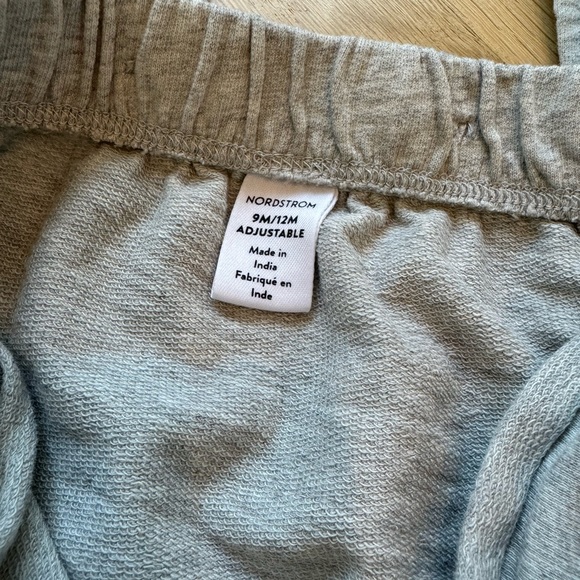 NORDSTROM
9M/12M
ADJUSTABLE
Made in
India
Fabriqué en
Inde